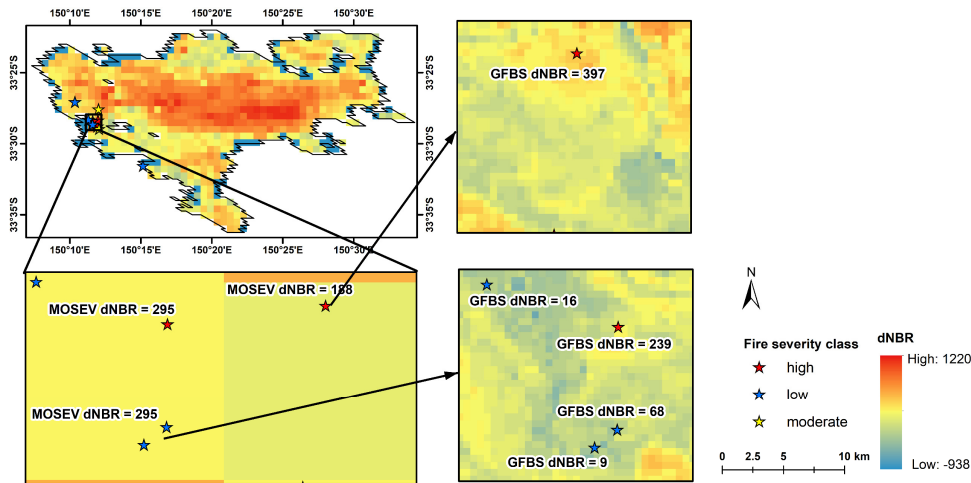 150°10'E 150°15'E 150°20'E 150°25'E 150°30'E
33°25'S 33°30'S 33°35'S
33°25'S 33°30'S 33°35'S
150°10'E 150°15'E 150°20'E 150°25'E 150°30'E
GFBS dNBR = 397
MOSEV dNBR = 188
MOSEV dNBR = 295
MOSEV dNBR = 295
GFBS dNBR = 16
GFBS dNBR = 239
GFBS dNBR = 68
GFBS dNBR = 9
N
Fire severity class
high
low
moderate
0 2.5 5 10 km
dNBR
High: 1220
Low: -938